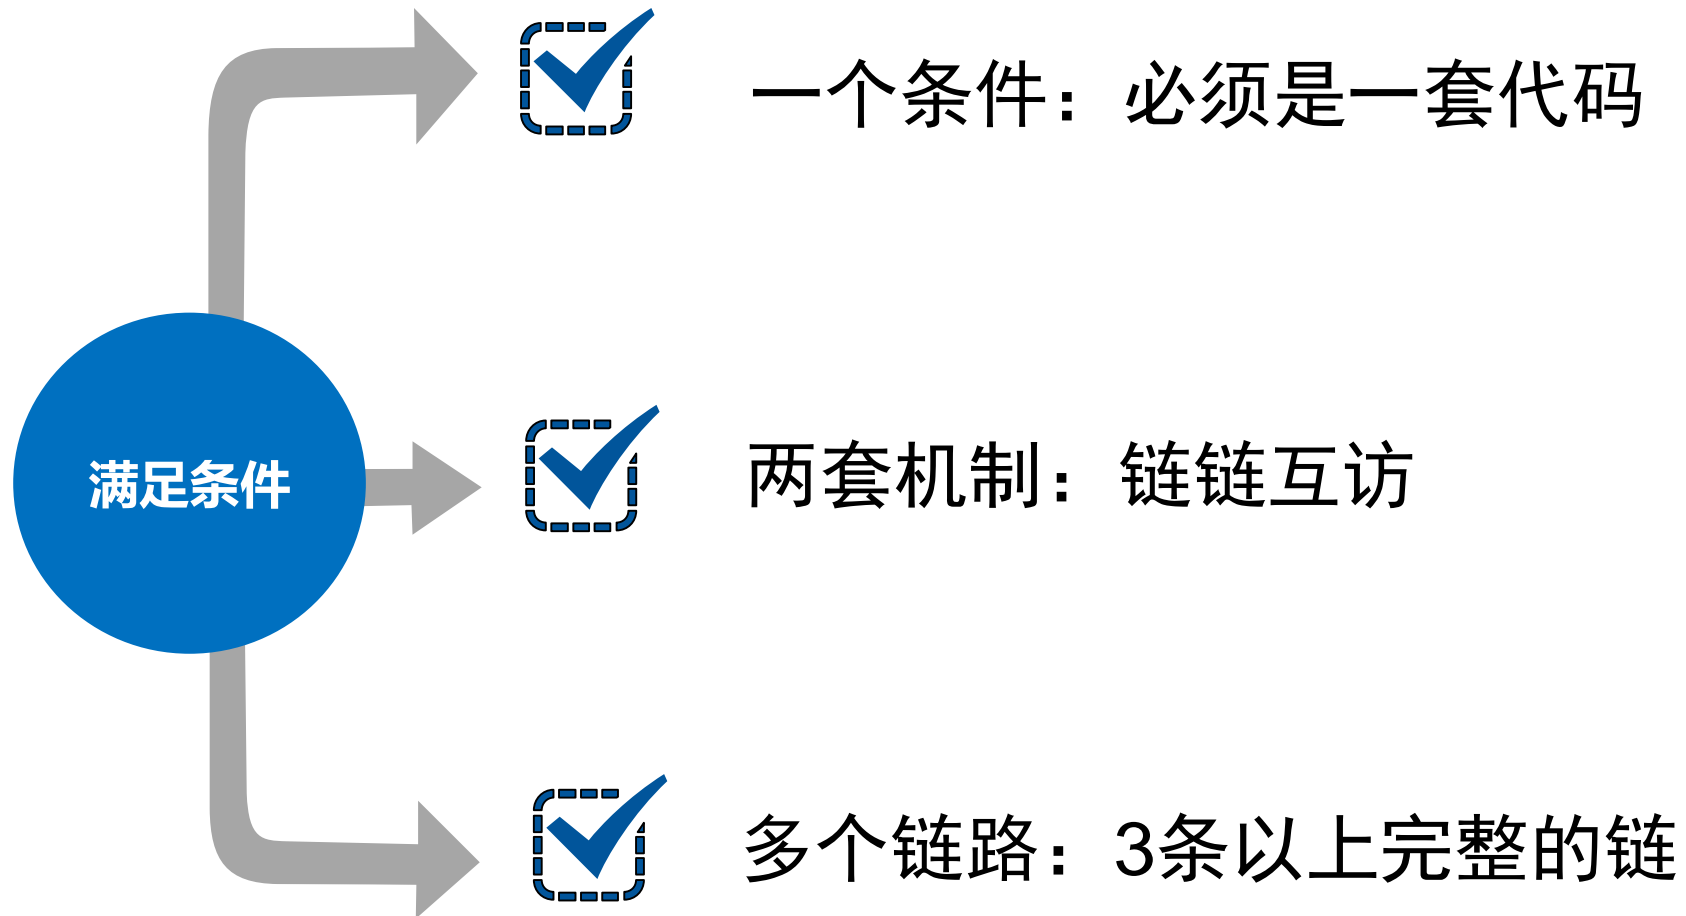 一个条件：必须是一套代码
满足条件
两套机制：链链互访
多个链路：3条以上完整的链